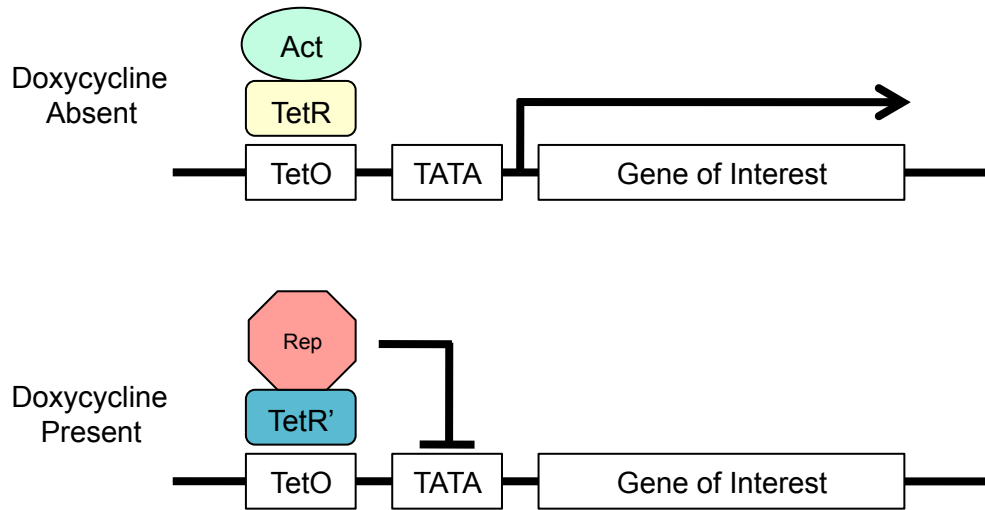 Doxycycline
Absent
Act
TetR
TetO
TATA
Gene of Interest
Doxycycline
Present
Rep
TetR’
TetO
TATA
Gene of Interest